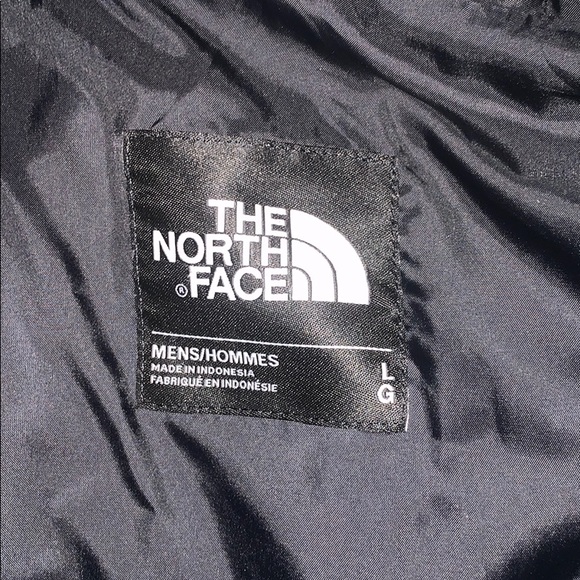 THE
NORTH
® FACE
MENS/HOMMES
MADE IN INDONESIA
FABRIQUÉ EN INDONÉSIE
L
G